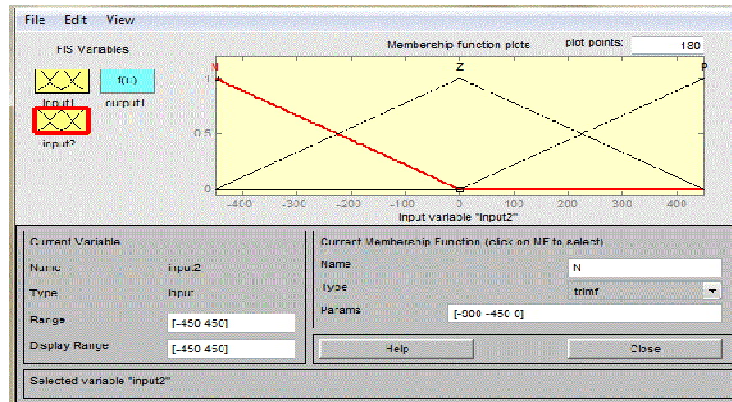 File Edit View
FIS Variables
Membership function plots
plot points:
180
f(u)
input1
output1
input2
N
Z
P
1
0.5
0
-400 -300 -200 -100 0 100 200 300 400
Input variable "input2"
Current Variable
Name input2
Type input
Range [-450 450]
Display Range [-450 450]
Current Membership Function (click on MF to select)
Name N
Type trimf
Params [-900 -450 0]
Help Close
Selected variable "input2"